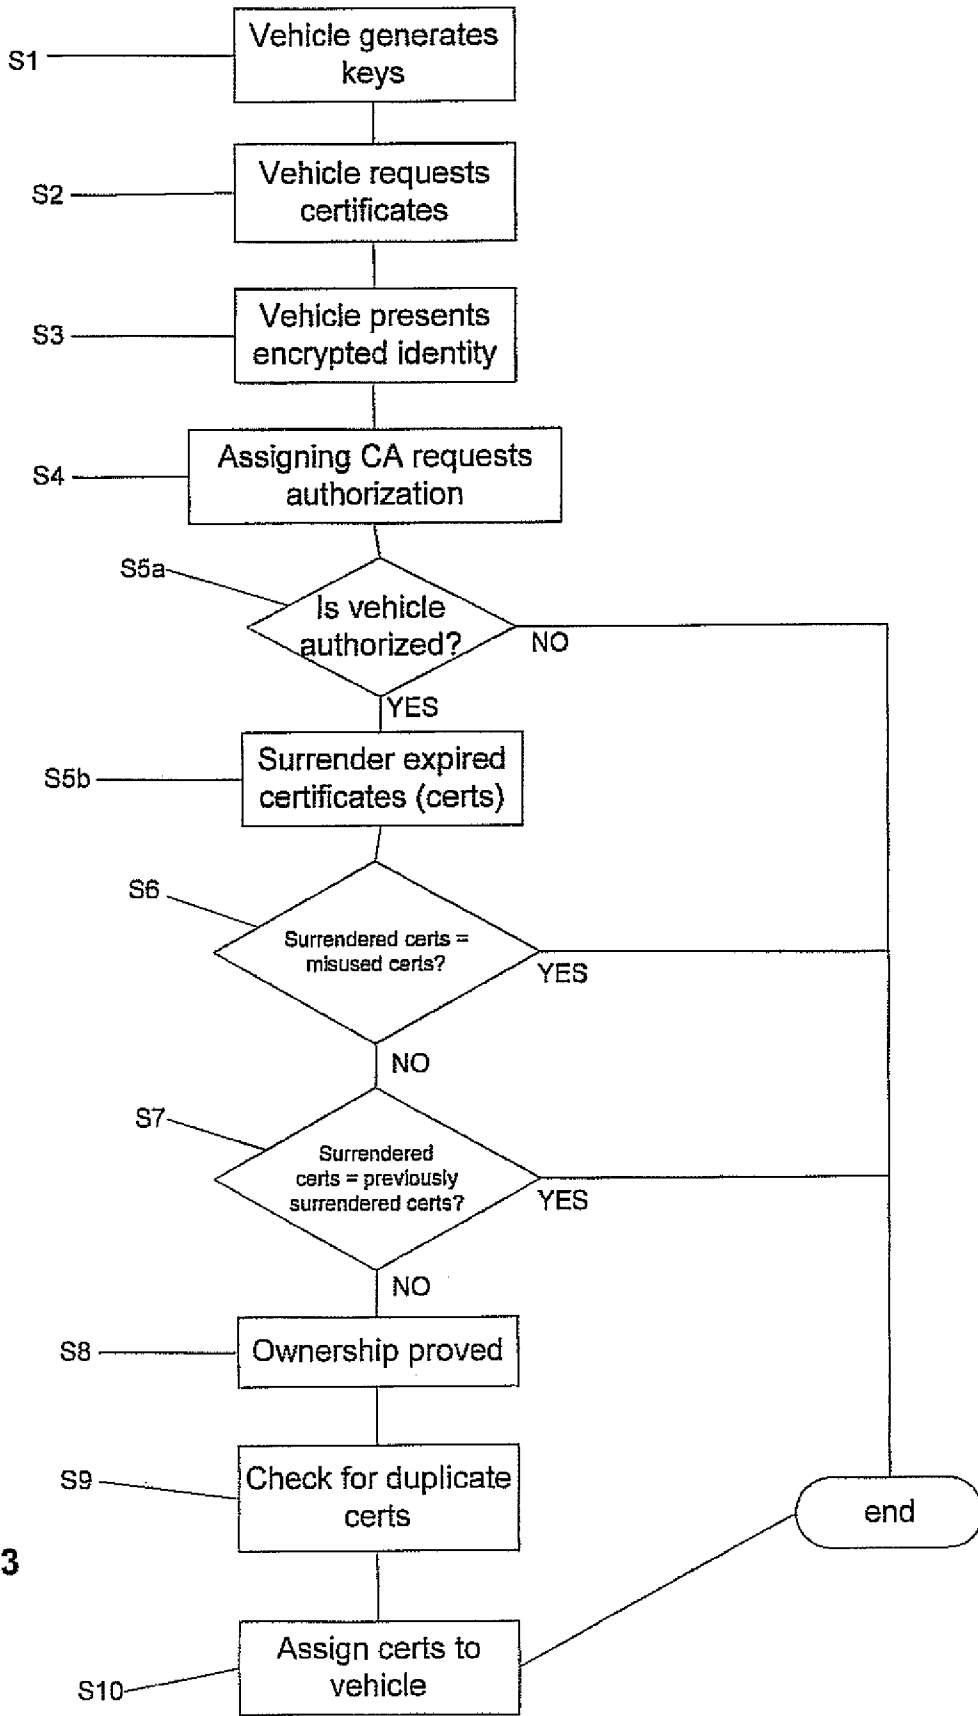 S1
Vehicle generates
keys
S2
Vehicle requests
certificates
S3
Vehicle presents
encrypted identity
S4
Assigning CA requests
authorization
S5a
Is vehicle
authorized?
NO
YES
S5b
Surrender expired
certificates (certs)
S6
Surrendered certs =
misused certs?
YES
NO
S7
Surrendered
certs = previously
surrendered certs?
YES
NO
S8
Ownership proved
S9
Check for duplicate
certs
end
3
S10
Assign certs to
vehicle